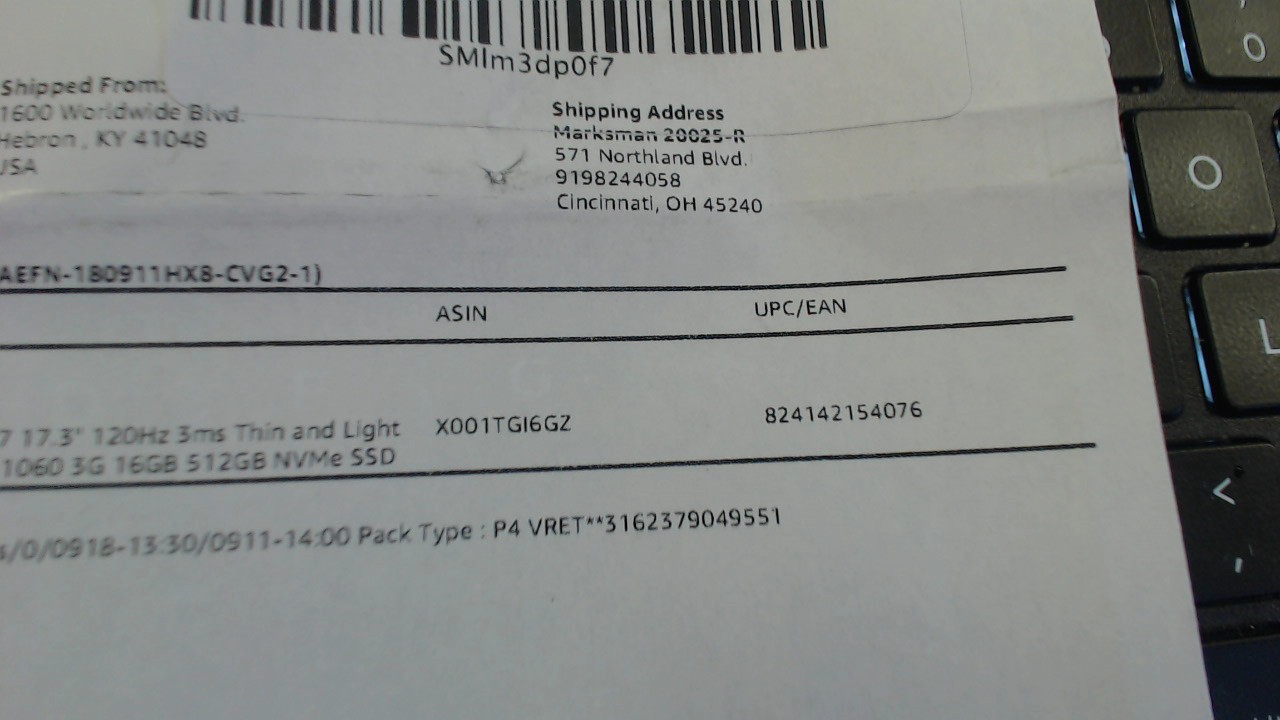 SMIm3dp0f7
Shipped From:
1600 Worldwide Blvd.
Hebron, KY 41048
USA
Shipping Address
Marksman 20025-R
571 Northland Blvd.
9198244058
Cincinnati, OH 45240
AEFN-180911HX8-CVG2-1)
ASIN UPC/EAN
7 17.3" 120Hz 3ms Thin and Light X001TGI6GZ 824142154076
1060 3G 16GB 512GB NVMe SSD
s/0/0918-13:30/0911-14:00 Pack Type : P4 VRET**3162379049551
O
O
L
<
,